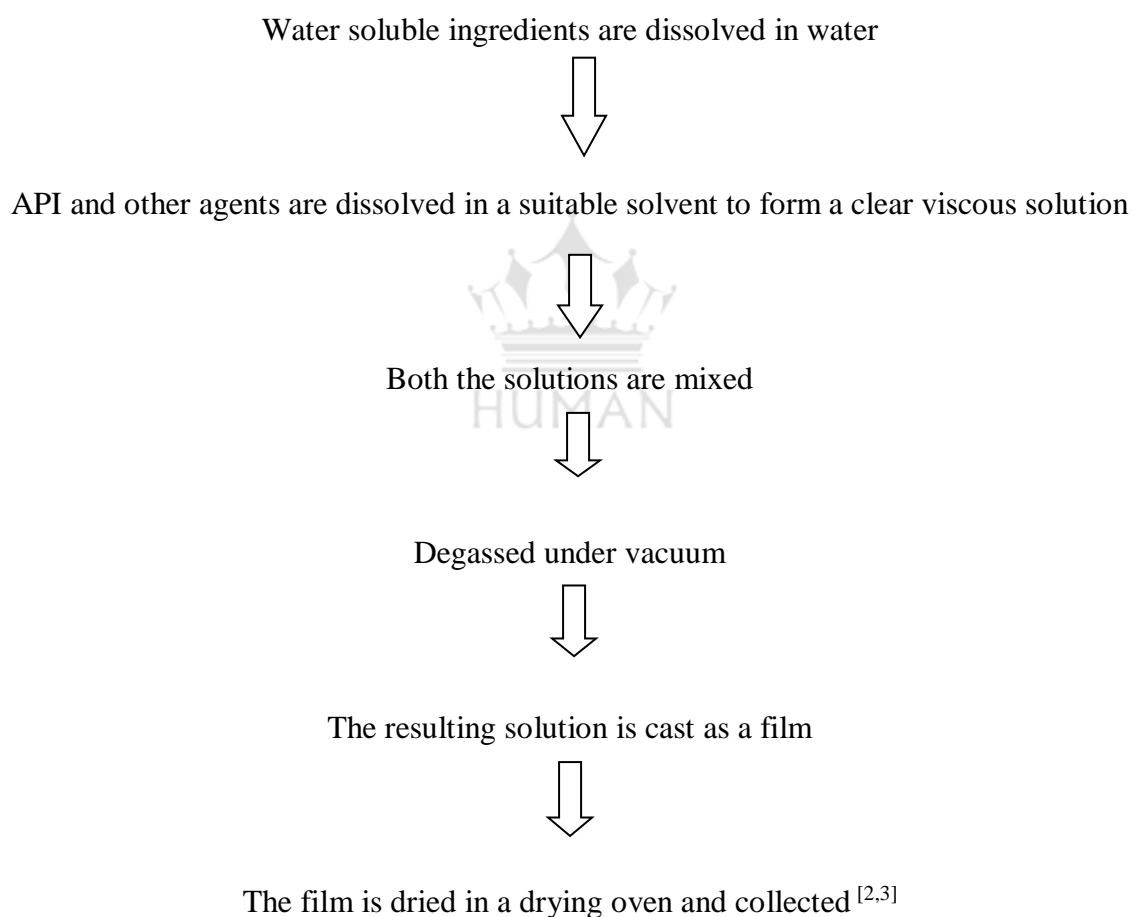 Water soluble ingredients are dissolved in water
API and other agents are dissolved in a suitable solvent to form a clear viscous solution
Both the solutions are mixed
HUMAN
Degassed under vacuum
The resulting solution is cast as a film
The film is dried in a drying oven and collected [2,3]